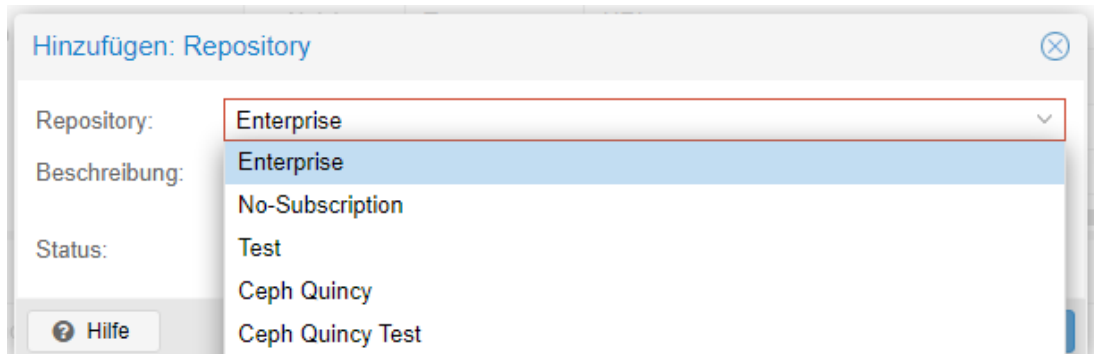 Hinzufügen: Repository
Repository: Enterprise
Enterprise
Beschreibung:
No-Subscription
Status: Test
Ceph Quincy
Hilfe Ceph Quincy Test